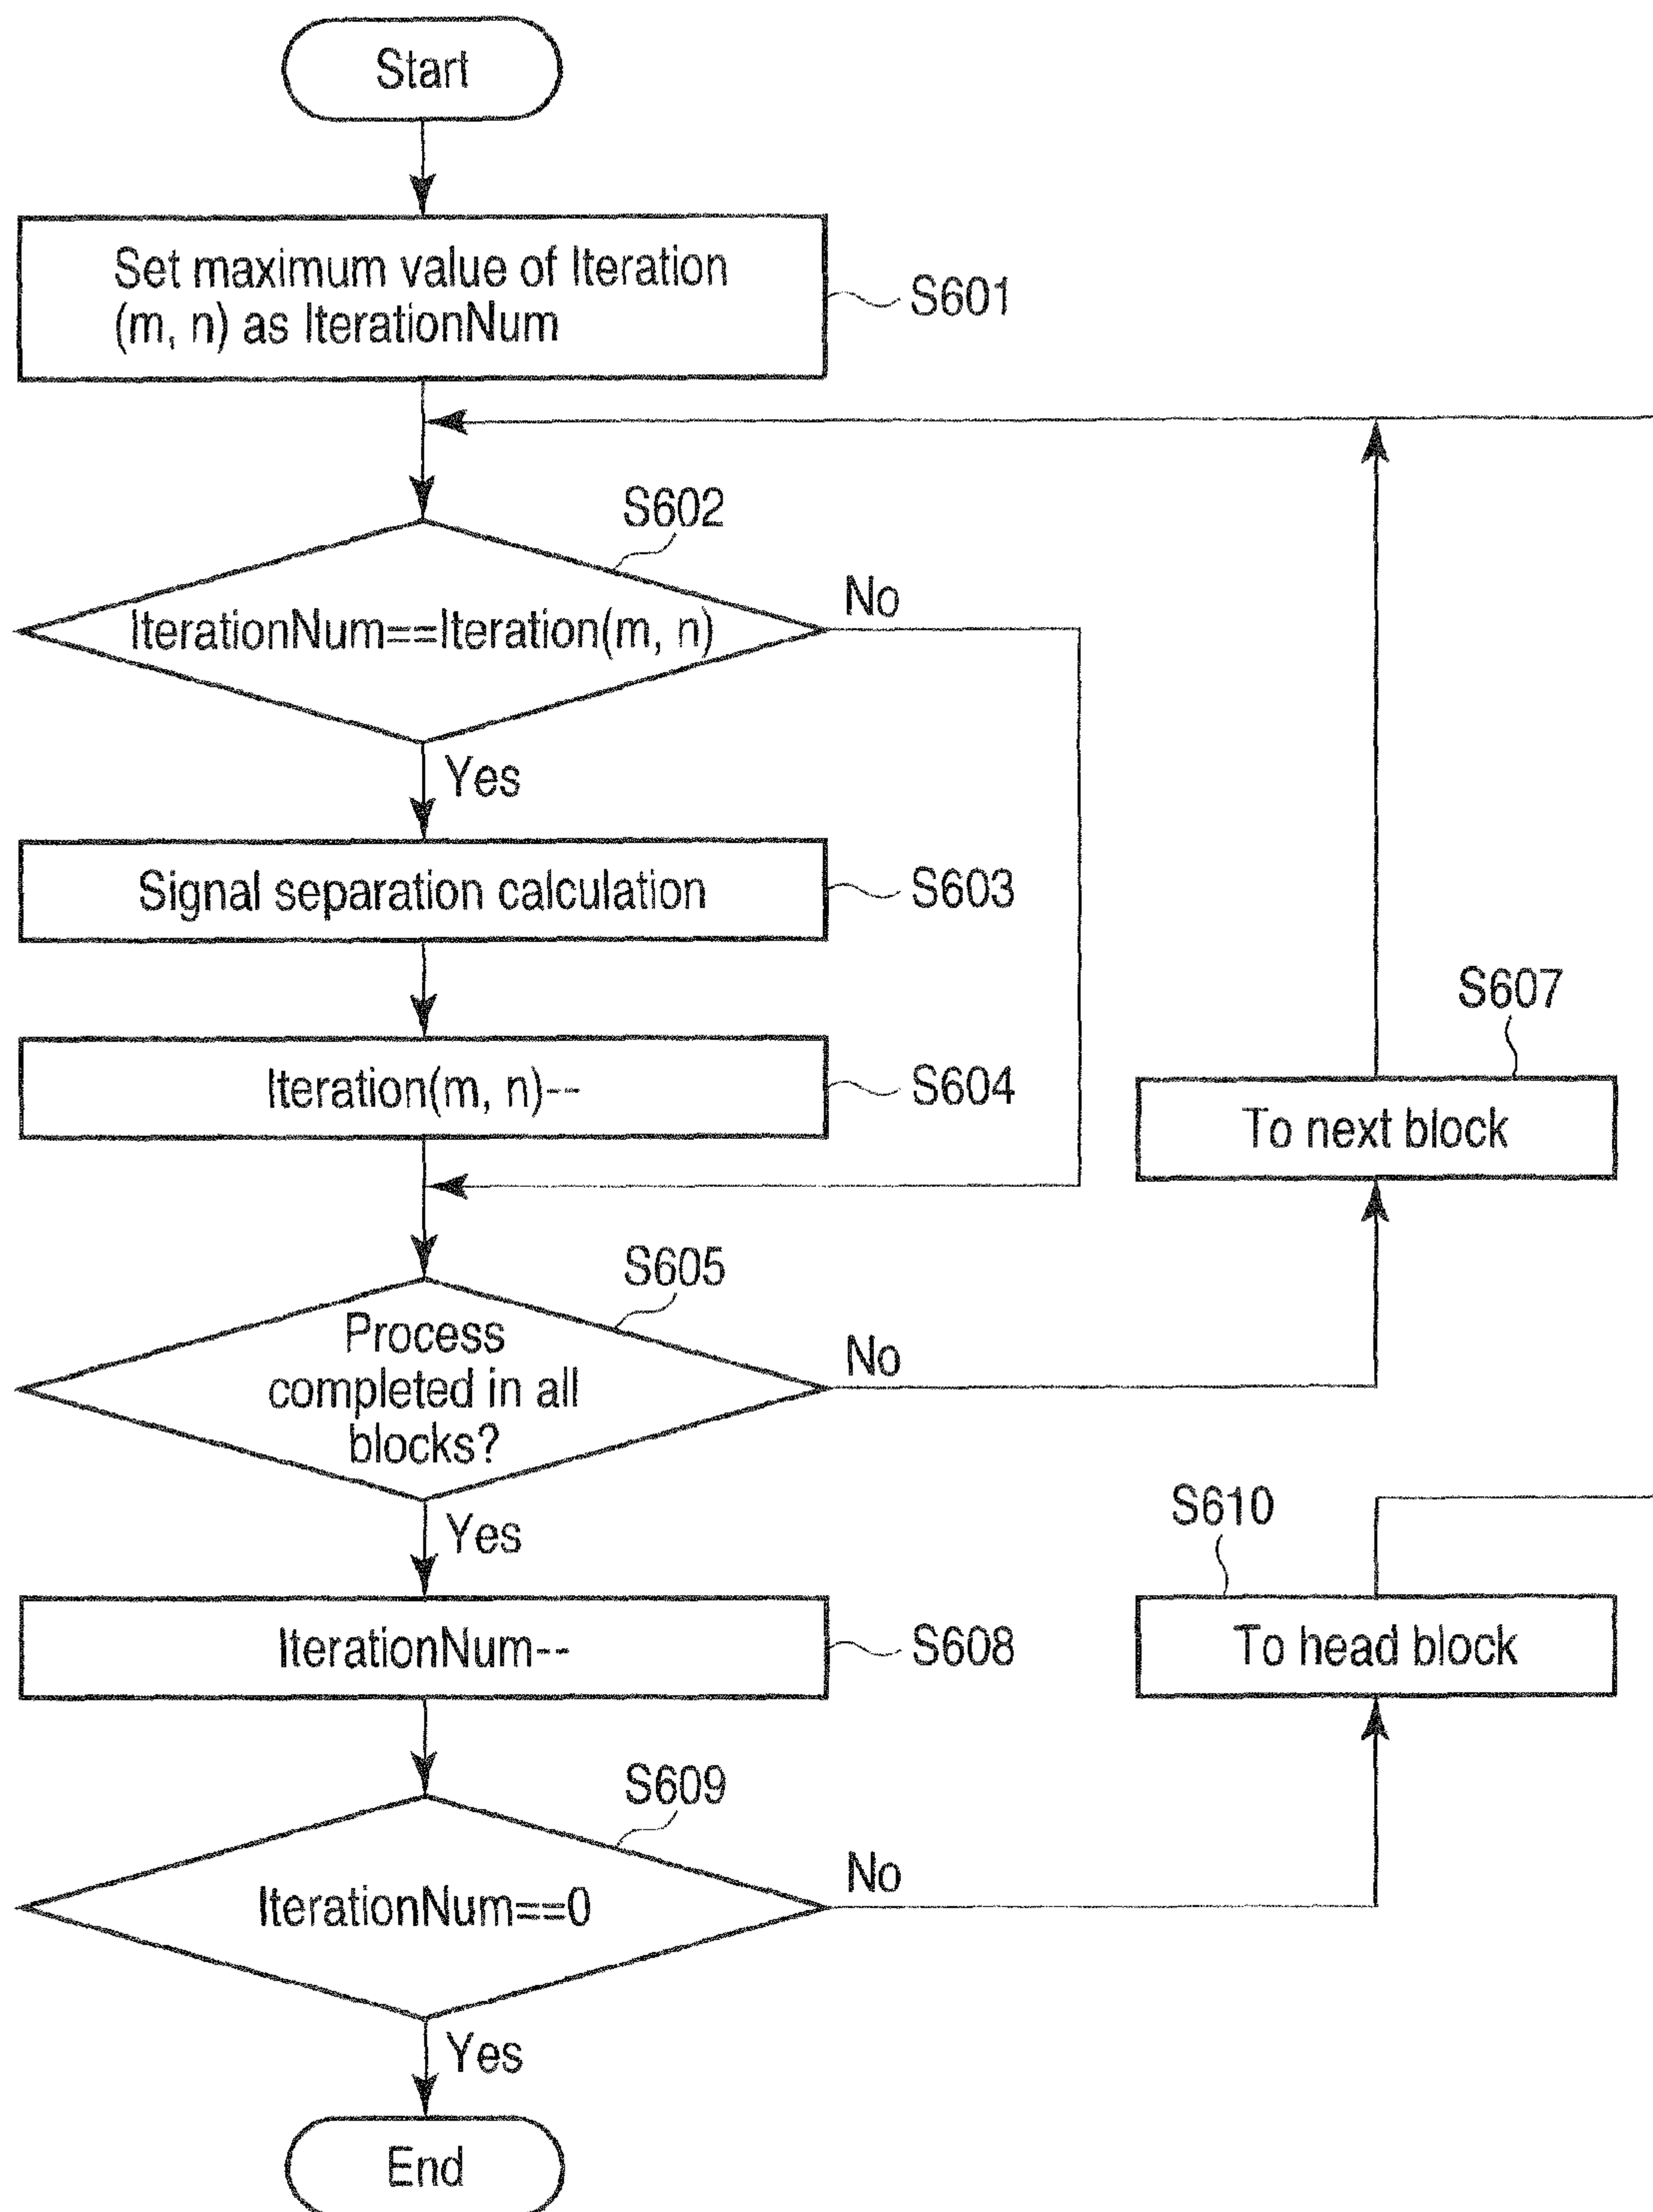 Start
Set maximum value of Iteration
(m, n) as IterationNum
S601
S602
IterationNum==Iteration(m, n)
No
Yes
Signal separation calculation
S603
Iteration(m, n)--
S604
S607
To next block
S605
Process
completed in all
blocks?
No
Yes
S610
To head block
IterationNum--
S608
S609
IterationNum==0
No
Yes
End